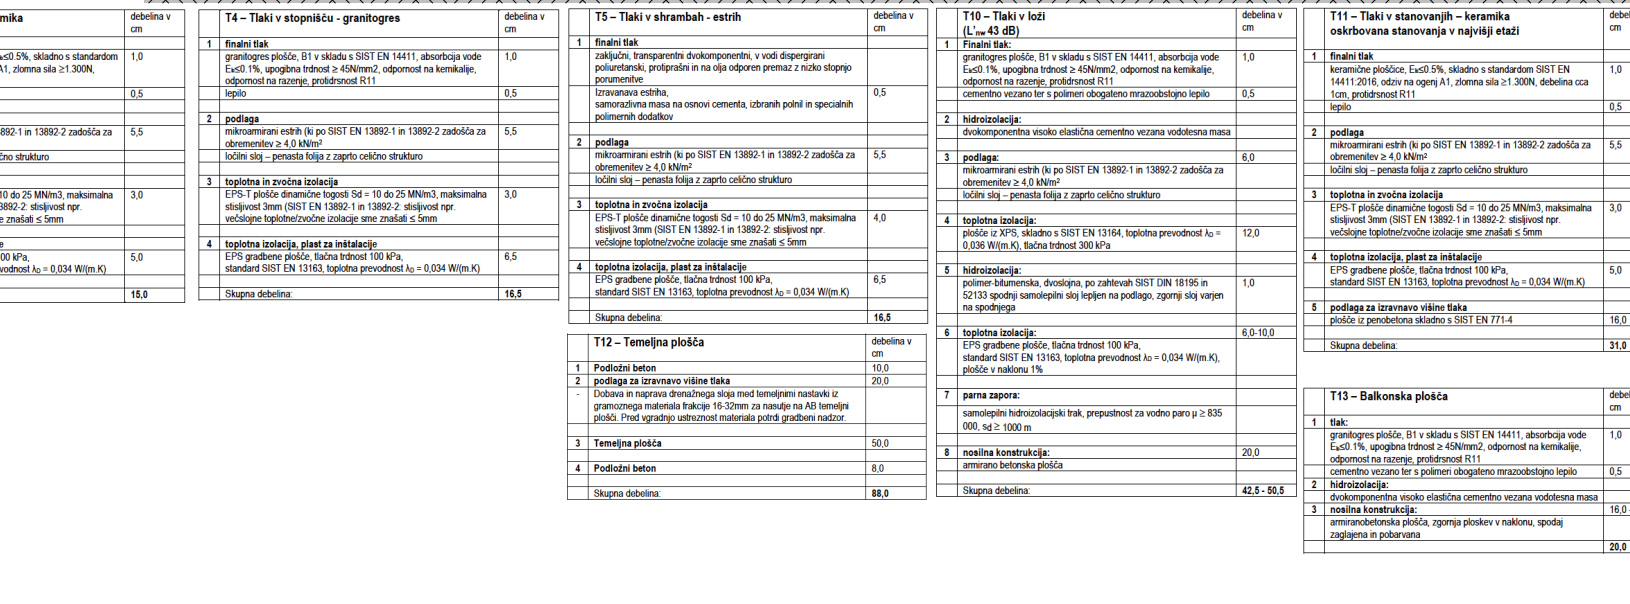 mika
debelina v
cm
≤0.5%, skladno s standardom
1,0
A1, zlomna sila ≥1.300N,
0,5
892-1 in 13892-2 zadošča za
5,5
čno strukturo
10 do 25 MN/m3, maksimalna
3,0
3892-2: stisljivost npr.
e znašati ≤ 5mm
e
00 kPa,
5,0
vodnost λD = 0,034 W/(m.K)
15,0
T4 – Tlaki v stopnišču - granitogres
debelina v
cm
1 finalni tlak
granitogres plošče, B1 v skladu s SIST EN 14411, absorbcija vode
1,0
Eb≤0.1%, upogibna trdnost ≥ 45N/mm2, odpornost na kemikalije,
odpornost na razenje, protidrsnost R11
lepilo
0,5
2 podlaga
mikroarmirani estrih (ki po SIST EN 13892-1 in 13892-2 zadošča za
5,5
obremenitev ≥ 4,0 kN/m²
ločilni sloj – penasta folija z zaprto celično strukturo
3 toplotna in zvočna izolacija
EPS-T plošče dinamične togosti Sd = 10 do 25 MN/m3, maksimalna
3,0
stisljivost 3mm (SIST EN 13892-1 in 13892-2: stisljivost npr.
večslojne toplotne/zvočne izolacije sme znašati ≤ 5mm
4 toplotna izolacija, plast za inštalacije
EPS gradbene plošče, tlačna trdnost 100 kPa,
6,5
standard SIST EN 13163, toplotna prevodnost λD = 0,034 W/(m.K)
Skupna debelina:
16,5
T5 – Tlaki v shrambah - estrih
debelina v
cm
1 finalni tlak
zaključni, transparentni dvokomponentni, v vodi dispergirani
poliuretanski, protiprašni in na olja odporen premaz z nizko stopnjo
porumenitve
Izravanava estriha,
0,5
samorazlivna masa na osnovi cementa, izbranih polnil in specialnih
polimernih dodatkov
2 podlaga
mikroarmirani estrih (ki po SIST EN 13892-1 in 13892-2 zadošča za
5,5
obremenitev ≥ 4,0 kN/m²
ločilni sloj – penasta folija z zaprto celično strukturo
3 toplotna in zvočna izolacija
EPS-T plošče dinamične togosti Sd = 10 do 25 MN/m3, maksimalna
4,0
stisljivost 3mm (SIST EN 13892-1 in 13892-2: stisljivost npr.
večslojne toplotne/zvočne izolacije sme znašati ≤ 5mm
4 toplotna izolacija, plast za inštalacije
EPS gradbene plošče, tlačna trdnost 100 kPa,
6,5
standard SIST EN 13163, toplotna prevodnost λD = 0,034 W/(m.K)
Skupna debelina:
16,5
T12 – Temeljna plošča
debelina v
cm
1 Podložni beton
10,0
2 podlaga za izravnavo višine tlaka
20,0
- Dobava in naprava drenažnega sloja med temeljnimi nastavki iz
gramoznega materiala frakcije 16-32mm za nasutje na AB temeljni
plošči. Pred vgradnjo ustreznost materiala potrdi gradbeni nadzor.
3 Temeljna plošča
50,0
4 Podložni beton
8,0
Skupna debelina:
88,0
T10 – Tlaki v loži
(L'nw 43 dB)
debelina v
cm
1 Finalni tlak:
granitogres plošče, B1 v skladu s SIST EN 14411, absorbcija vode
1,0
Eb≤0.1%, upogibna trdnost ≥ 45N/mm2, odpornost na kemikalije,
odpornost na razenje, protidrsnost R11
cementno vezano ter s polimeri obogateno mrazoobstojno lepilo
0,5
2 hidroizolacija:
dvokomponentna visoko elastična cementno vezana vodotesna masa
3 podlaga:
6,0
mikroarmirani estrih (ki po SIST EN 13892-1 in 13892-2 zadošča za
obremenitev ≥ 4,0 kN/m²
ločilni sloj – penasta folija z zaprto celično strukturo
4 toplotna izolacija:
plošče iz XPS, skladno s SIST EN 13164, toplotna prevodnost λD =
12,0
0,036 W/(m.K), tlačna trdnost 300 kPa
5 hidroizolacija:
polimer-bitumenska, dvoslojna, po zahtevah SIST DIN 18195 in
1,0
52133 spodnji samolepilni sloj lepljen na podlago, zgornji sloj varjen
na spodnjega
6 toplotna izolacija:
6,0-10,0
EPS gradbene plošče, tlačna trdnost 100 kPa,
standard SIST EN 13163, toplotna prevodnost λD = 0,034 W/(m.K),
plošče v naklonu 1%
7 parna zapora:
samolepilni hidroizolacijski trak, prepustnost za vodno paro µ ≥ 835
000, sd ≥ 1000 m
8 nosilna konstrukcija:
20,0
armirano betonska plošča
Skupna debelina:
42,5 - 50,5
T11 – Tlaki v stanovanjih – keramika
oskrbovana stanovanja v najvišji etaži
debel
cm
1 finalni tlak
keramične ploščice, Eb≤0.5%, skladno s standardom SIST EN
1,0
14411:2016, odziv na ogenj A1, zlomna sila ≥1.300N, debelina cca
1cm, protidrsnost R11
lepilo
0,5
2 podlaga
mikroarmirani estrih (ki po SIST EN 13892-1 in 13892-2 zadošča za
5,5
obremenitev ≥ 4,0 kN/m²
ločilni sloj – penasta folija z zaprto celično strukturo
3 toplotna in zvočna izolacija
EPS-T plošče dinamične togosti Sd = 10 do 25 MN/m3, maksimalna
3,0
stisljivost 3mm (SIST EN 13892-1 in 13892-2: stisljivost npr.
večslojne toplotne/zvočne izolacije sme znašati ≤ 5mm
4 toplotna izolacija, plast za inštalacije
EPS gradbene plošče, tlačna trdnost 100 kPa,
5,0
standard SIST EN 13163, toplotna prevodnost λD = 0,034 W/(m.K)
5 podlaga za izravnavo višine tlaka
plošče iz penobetona skladno s SIST EN 771-4
16,0
Skupna debelina:
31,0
T13 – Balkonska plošča
debel
cm
1 tlak:
granitogres plošče, B1 v skladu s SIST EN 14411, absorbcija vode
1,0
Eb≤0.1%, upogibna trdnost ≥ 45N/mm2, odpornost na kemikalije,
odpornost na razenje, protidrsnost R11
cementno vezano ter s polimeri obogateno mrazoobstojno lepilo
0,5
2 hidroizolacija:
dvokomponentna visoko elastična cementno vezana vodotesna masa
3 nosilna konstrukcija:
16,0 -
armiranobetonska plošča, zgornja ploskev v naklonu, spodaj
zaglajena in pobarvana
20,0